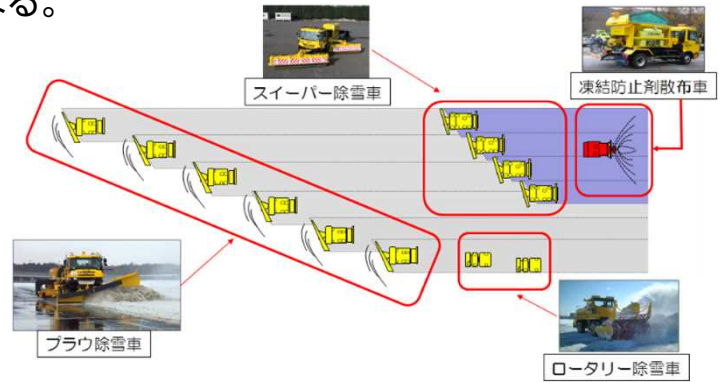 える。
スイーパー除雪車
凍結防止剤散布車
プラウ除雪車
ロータリー除雪車